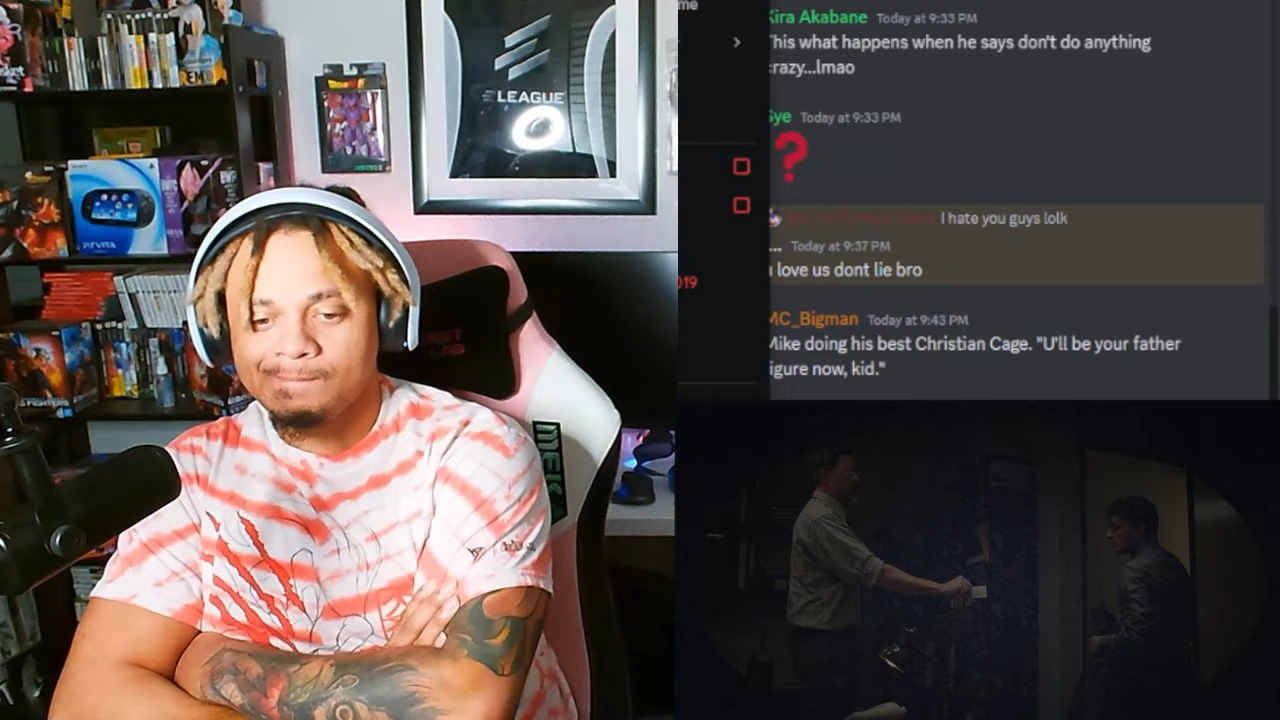 me
Kira Akabane Today at 9:33 PM
This what happens when he says don't do anything
crazy...lmao
Sye Today at 9:33 PM
I hate you guys lolk
... Today at 9:37 PM
u love us dont lie bro
019
MC_Bigman Today at 9:43 PM
Mike doing his best Christian Cage. "U'll be your father
figure now, kid."
ELEAGUE
PS VITA
FIGHTERS